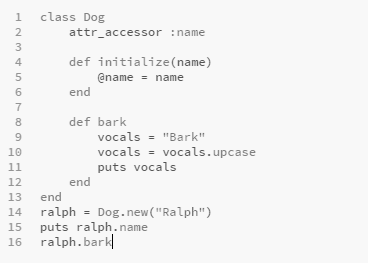 1 class Dog
2     attr_accessor :name
3
4     def initialize(name)
5         @name = name
6     end
7
8     def bark
9         vocals = "Bark"
10         vocals = vocals.upcase
11         puts vocals
12     end
13 end
14 ralph = Dog.new("Ralph")
15 puts ralph.name
16 ralph.bark